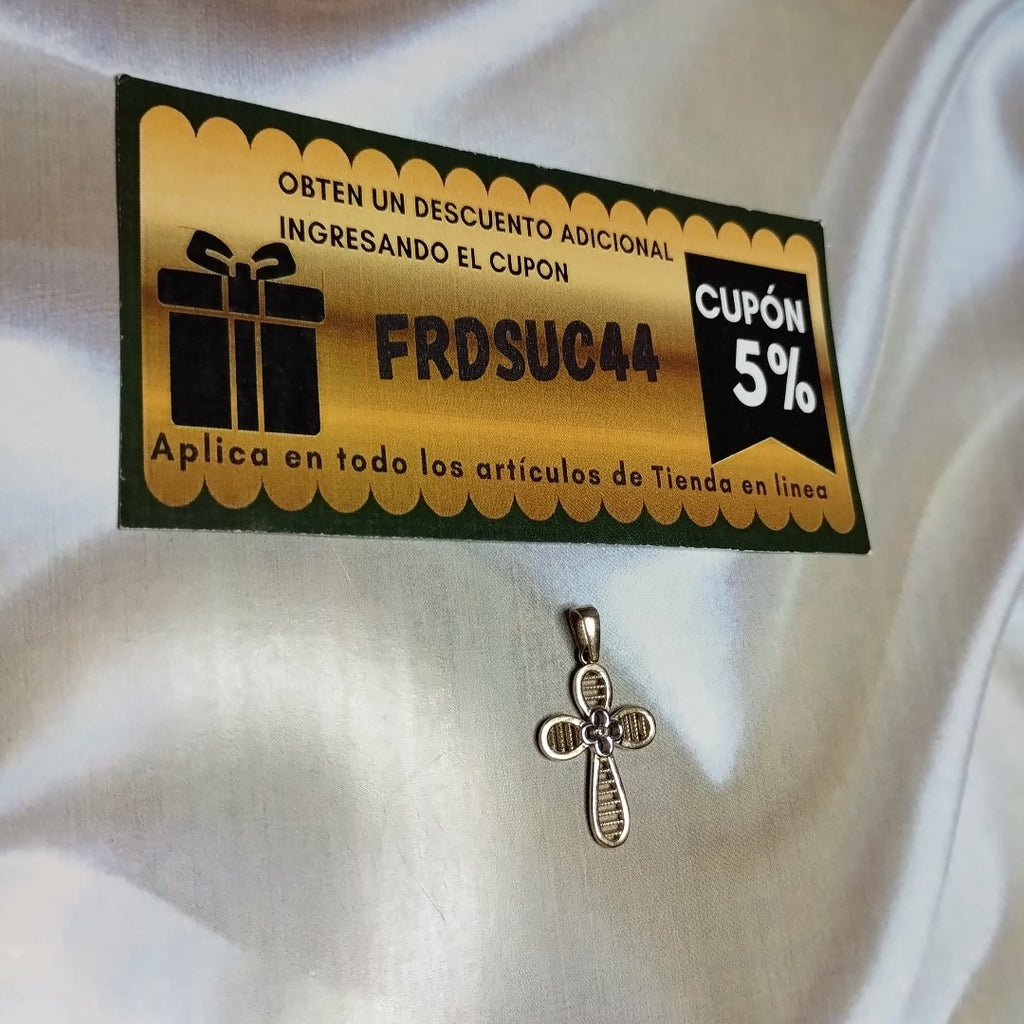 OBTEN UN DESCUENTO ADICIONAL
INGRESANDO EL CUPON
FRDSUC44
CUPÓN
5%
Aplica en todo los artículos de Tienda en linea